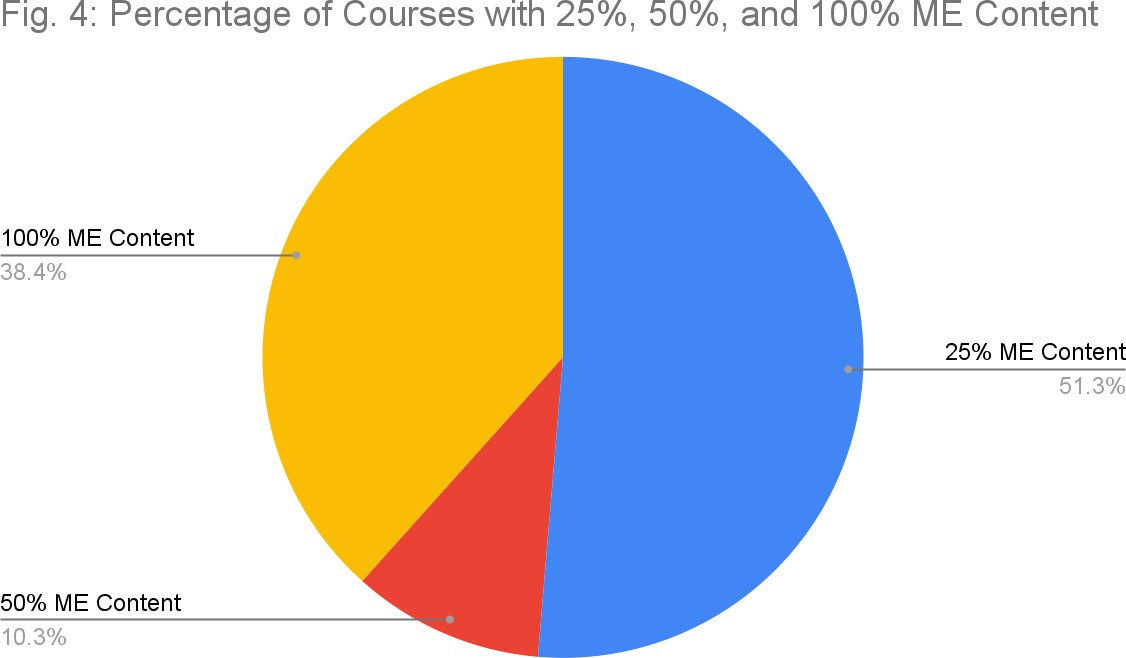 Fig. 4: Percentage of Courses with 25%, 50%, and 100% ME Content
100% ME Content
38.4%
25% ME Content
51.3%
50% ME Content
10.3%